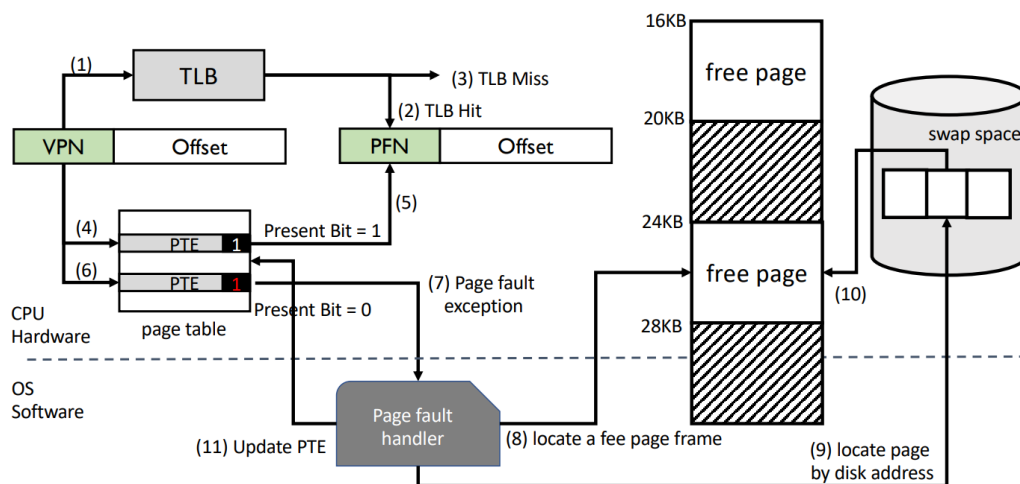 16KB
(1)
TLB
(3) TLB Miss
free page
(2) TLB Hit
20KB
swap space
VPN
Offset
PFN
Offset
(5)
24KB
(4)
Present Bit = 1
PTE
1
(6)
PTE
1
(7) Page fault
exception
free page
(10)
Present Bit = 0
CPU
Hardware
page table
28KB
OS
Software
Page fault
handler
(11) Update PTE
(8) locate a fee page frame
(9) locate page
by disk address